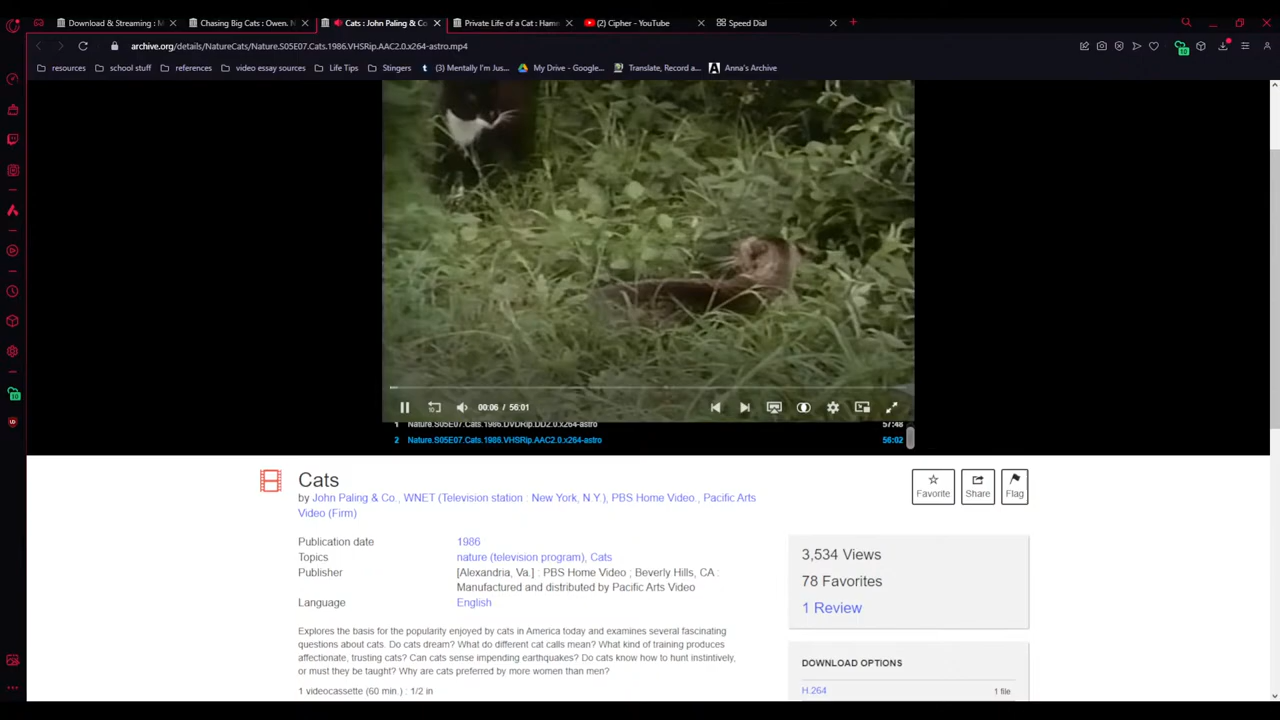 Download & Streaming : M
Chasing Big Cats : Owen. N
Cats : John Paling & Co.
Private Life of a Cat : Hamm
(2) Cipher - YouTube
Speed Dial
archive.org/details/NatureCats/Nature.S05E07.Cats.1986.VHSRip.AAC2.0.x264-astro.mp4
resources
school stuff
references
video essay sources
Life Tips
Stingers
(3) Mentally I'm Jus...
My Drive - Google...
Translate, Record a...
Anna's Archive
00:06 / 56:01
1 Nature.S05E07.Cats.1986.DVDRip.DD2.0.x264-astro 57:48
2 Nature.S05E07.Cats.1986.VHSRip.AAC2.0.x264-astro 56:02
Cats
by John Paling & Co., WNET (Television station : New York, N.Y.), PBS Home Video., Pacific Arts
Video (Firm)
Favorite
Share
Flag
Publication date 1986
Topics nature (television program), Cats
Publisher [Alexandria, Va.] : PBS Home Video ; Beverly Hills, CA :
Manufactured and distributed by Pacific Arts Video
Language English
3,534 Views
78 Favorites
1 Review
Explores the basis for the popularity enjoyed by cats in America today and examines several fascinating
questions about cats. Do cats dream? What do different cat calls mean? What kind of training produces
affectionate, trusting cats? Can cats sense impending earthquakes? Do cats know how to hunt instintively,
or must they be taught? Why are cats preferred by more women than men?
1 videocassette (60 min.) : 1/2 in
DOWNLOAD OPTIONS
H.264 1 file